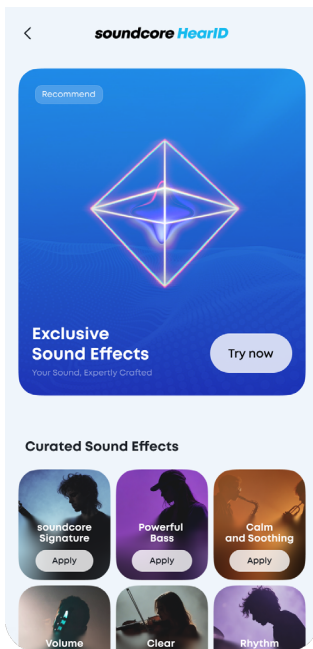 soundcore HearID
Recommend
Exclusive
Sound Effects
Your Sound, Expertly Crafted
Try now
Curated Sound Effects
soundcore
Signature
Apply
Powerful
Bass
Apply
Calm
and Soothing
Apply
Volume
Clear
Rhythm